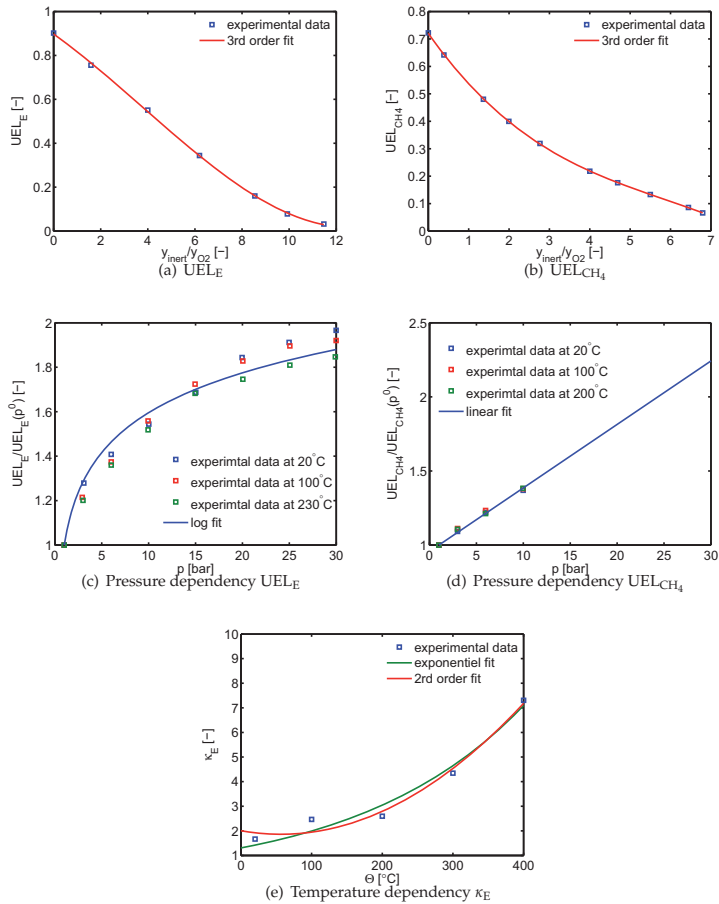 1
0.8
0.6
0.4
0.2
0
UEL_E [−]
experimental data
3rd order fit
0 2 4 6 8 10 12
y_inert/y_O2 [−]
(a) UEL_E
0.8
0.7
0.6
0.5
0.4
0.3
0.2
0.1
0
UEL_CH4 [−]
experimental data
3rd order fit
0 1 2 3 4 5 6 7
y_inert/y_O2 [−]
(b) UEL_CH4
2
1.8
1.6
1.4
1.2
1
UEL_E/UEL_E(p^0) [−]
experimtal data at 20°C
experimtal data at 100°C
experimtal data at 230°C
log fit
0 5 10 15 20 25 30
p [bar]
(c) Pressure dependency UEL_E
2.5
2
1.5
1
UEL_CH4/UEL_CH4(p^0) [−]
experimtal data at 20°C
experimtal data at 100°C
experimtal data at 200°C
linear fit
0 5 10 15 20 25 30
p [bar]
(d) Pressure dependency UEL_CH4
10
9
8
7
6
5
4
3
2
1
κ_E [−]
experimental data
exponentiel fit
2rd order fit
0 100 200 300 400
Θ [°C]
(e) Temperature dependency κ_E